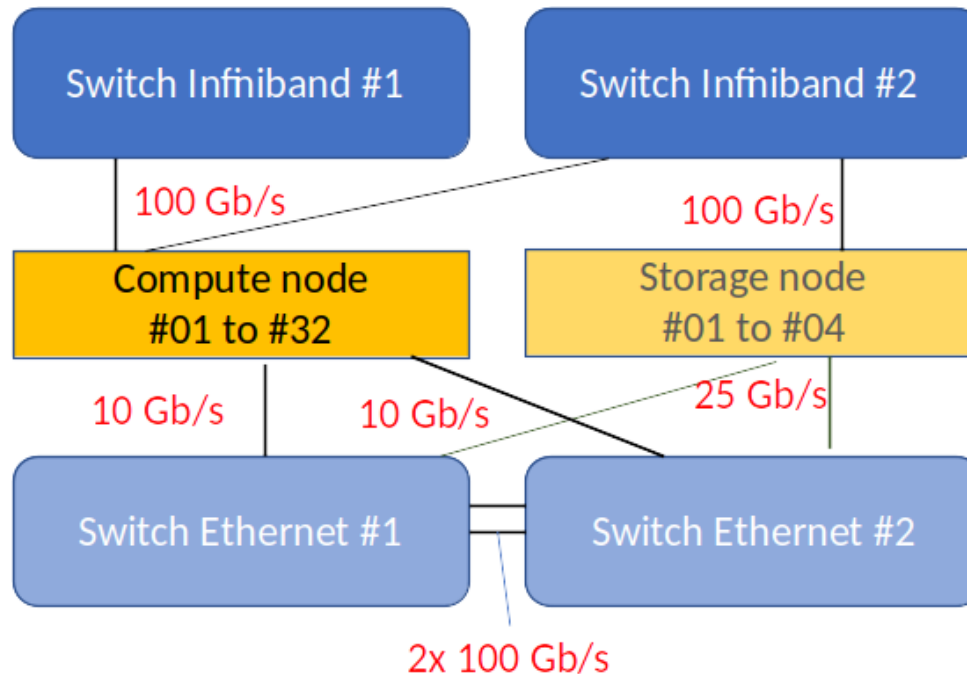 Switch Infiniband #1
Switch Infiniband #2
100 Gb/s
100 Gb/s
Compute node
#01 to #32
Storage node
#01 to #04
10 Gb/s
10 Gb/s
25 Gb/s
Switch Ethernet #1
Switch Ethernet #2
2x 100 Gb/s